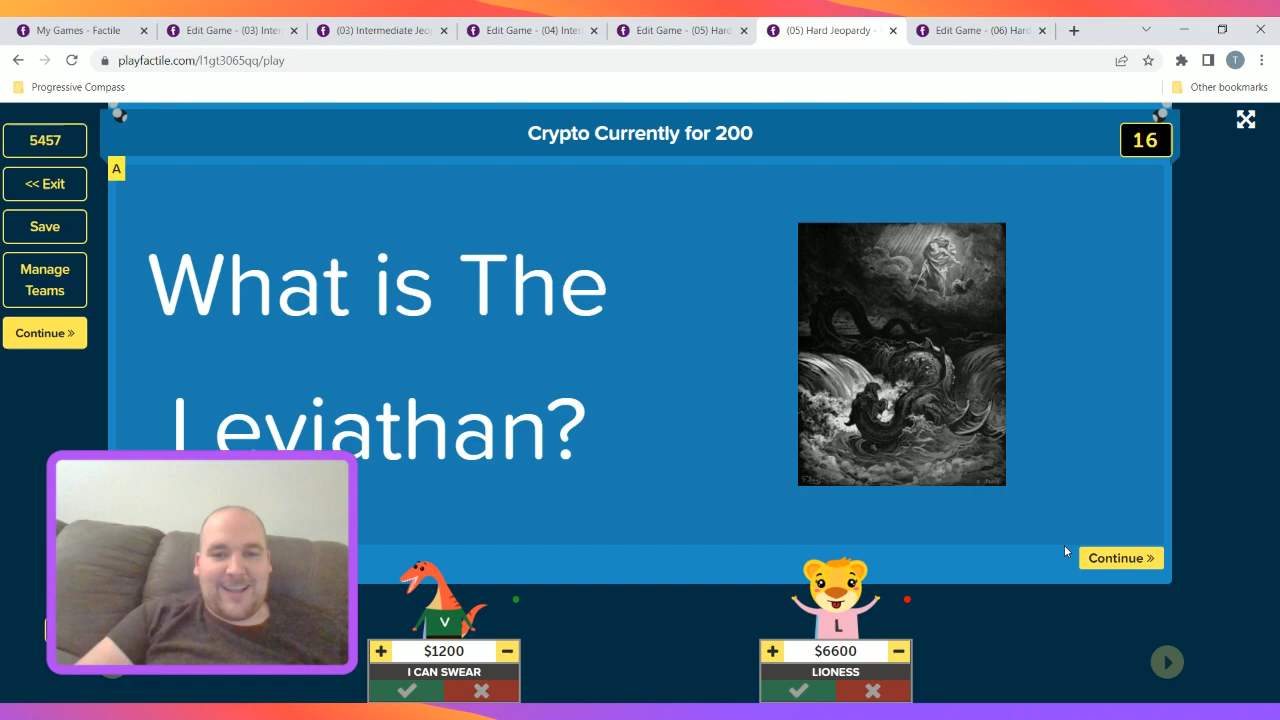 My Games - Factile
Edit Game - (03) Inter
(03) Intermediate Jeo
Edit Game - (04) Inter
Edit Game - (05) Hard
(05) Hard Jeopardy -
Edit Game - (06) Hard
playfactile.com/l1gt3065qq/play
T
Progressive Compass
Other bookmarks
5457
<< Exit
Save
Manage
Teams
Continue »
Crypto Currently for 200
16
A
What is The
Leviathan?
Continue »
V
L
+ $1200 −
I CAN SWEAR
+ $6600 −
LIONESS